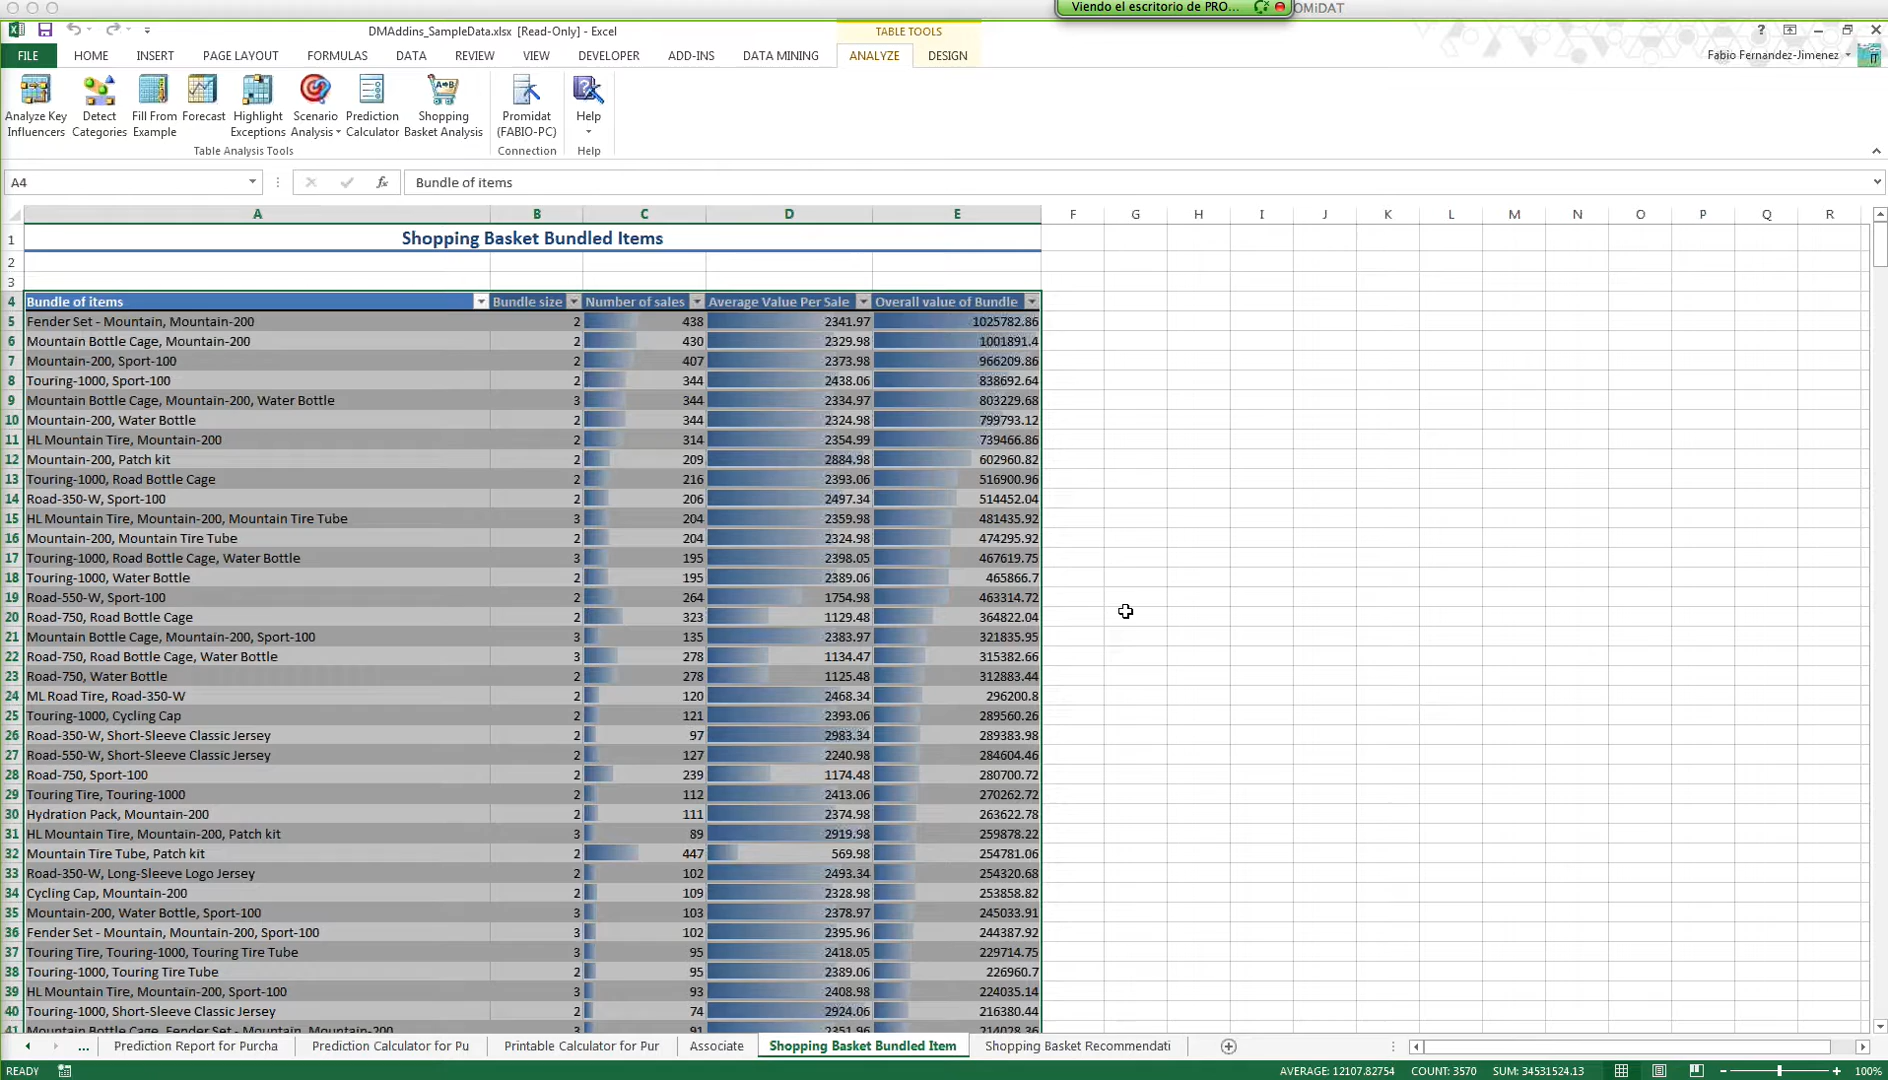 Viendo el escritorio de PRO... OMiDAT
DMAddins_SampleData.xlsx [Read-Only] - Excel TABLE TOOLS
FILE HOME INSERT PAGE LAYOUT FORMULAS DATA REVIEW VIEW DEVELOPER ADD-INS DATA MINING ANALYZE DESIGN Fabio Fernandez-Jimenez
Analyze Key Influencers Detect Categories Fill From Example Forecast Highlight Exceptions Scenario Analysis Prediction Calculator Shopping Basket Analysis Promidat (FABIO-PC) Help
Table Analysis Tools Connection Help
A4 fx Bundle of items
A B C D E F G H I J K L M N O P Q R
1 Shopping Basket Bundled Items
2
3
4 Bundle of items Bundle size Number of sales Average Value Per Sale Overall value of Bundle
5 Fender Set - Mountain, Mountain-200 2 438 2341.97 1025782.86
6 Mountain Bottle Cage, Mountain-200 2 430 2329.98 1001891.4
7 Mountain-200, Sport-100 2 407 2373.98 966209.86
8 Touring-1000, Sport-100 2 344 2438.06 838692.64
9 Mountain Bottle Cage, Mountain-200, Water Bottle 3 344 2334.97 803229.68
10 Mountain-200, Water Bottle 2 344 2324.98 799793.12
11 HL Mountain Tire, Mountain-200 2 314 2354.99 739466.86
12 Mountain-200, Patch kit 2 209 2884.98 602960.82
13 Touring-1000, Road Bottle Cage 2 216 2393.06 516900.96
14 Road-350-W, Sport-100 2 206 2497.34 514452.04
15 HL Mountain Tire, Mountain-200, Mountain Tire Tube 3 204 2359.98 481435.92
16 Mountain-200, Mountain Tire Tube 2 204 2324.98 474295.92
17 Touring-1000, Road Bottle Cage, Water Bottle 3 195 2398.05 467619.75
18 Touring-1000, Water Bottle 2 195 2389.06 465866.7
19 Road-550-W, Sport-100 2 264 1754.98 463314.72
20 Road-750, Road Bottle Cage 2 323 1129.48 364822.04
21 Mountain Bottle Cage, Mountain-200, Sport-100 3 135 2383.97 321835.95
22 Road-750, Road Bottle Cage, Water Bottle 3 278 1134.47 315382.66
23 Road-750, Water Bottle 2 278 1125.48 312883.44
24 ML Road Tire, Road-350-W 2 120 2468.34 296200.8
25 Touring-1000, Cycling Cap 2 121 2393.06 289560.26
26 Road-350-W, Short-Sleeve Classic Jersey 2 97 2983.34 289383.98
27 Road-550-W, Short-Sleeve Classic Jersey 2 127 2240.98 284604.46
28 Road-750, Sport-100 2 239 1174.48 280700.72
29 Touring Tire, Touring-1000 2 112 2413.06 270262.72
30 Hydration Pack, Mountain-200 2 111 2374.98 263622.78
31 HL Mountain Tire, Mountain-200, Patch kit 3 89 2919.98 259878.22
32 Mountain Tire Tube, Patch kit 2 447 569.98 254781.06
33 Road-350-W, Long-Sleeve Logo Jersey 2 102 2493.34 254320.68
34 Cycling Cap, Mountain-200 2 109 2328.98 253858.82
35 Mountain-200, Water Bottle, Sport-100 3 103 2378.97 245033.91
36 Fender Set - Mountain, Mountain-200, Sport-100 3 102 2395.96 244387.92
37 Touring Tire, Touring-1000, Touring Tire Tube 3 95 2418.05 229714.75
38 Touring-1000, Touring Tire Tube 2 95 2389.06 226960.7
39 HL Mountain Tire, Mountain-200, Sport-100 3 93 2408.98 224035.14
40 Touring-1000, Short-Sleeve Classic Jersey 2 74 2924.06 216380.44
41 Mountain Bottle Cage, Fender Set - Mountain, Mountain-200 3 91 2351.96 214028.36
... Prediction Report for Purcha Prediction Calculator for Pu Printable Calculator for Pur Associate Shopping Basket Bundled Item Shopping Basket Recommendati
READY AVERAGE: 12107.82754 COUNT: 3570 SUM: 34531524.13 100%